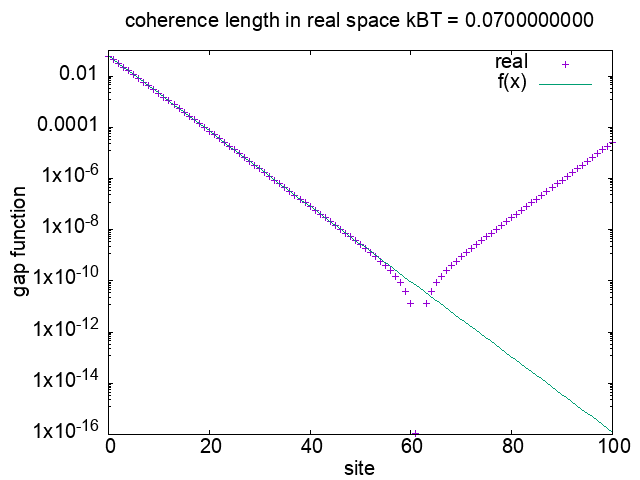 coherence length in real space kBT = 0.0700000000
real
f(x)
0.01
0.0001
1x10-6
1x10-8
1x10-10
1x10-12
1x10-14
1x10-16
gap function
0 20 40 60 80 100
site